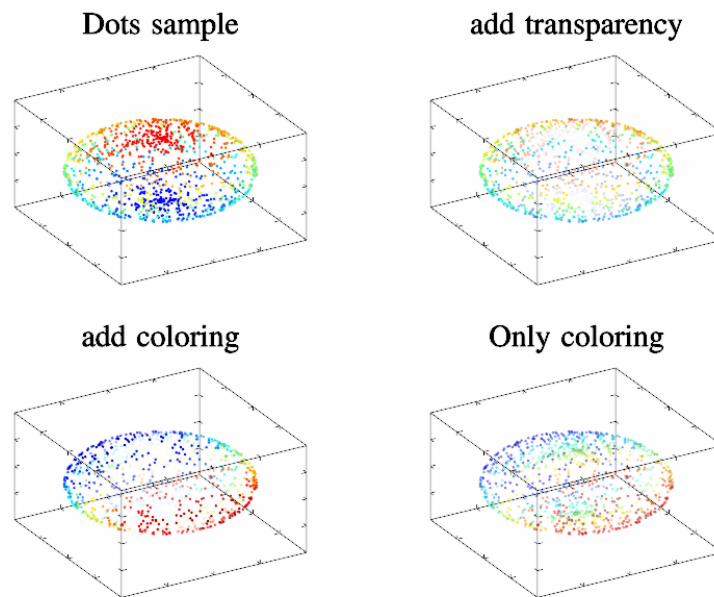 Dots sample
add transparency
add coloring
Only coloring